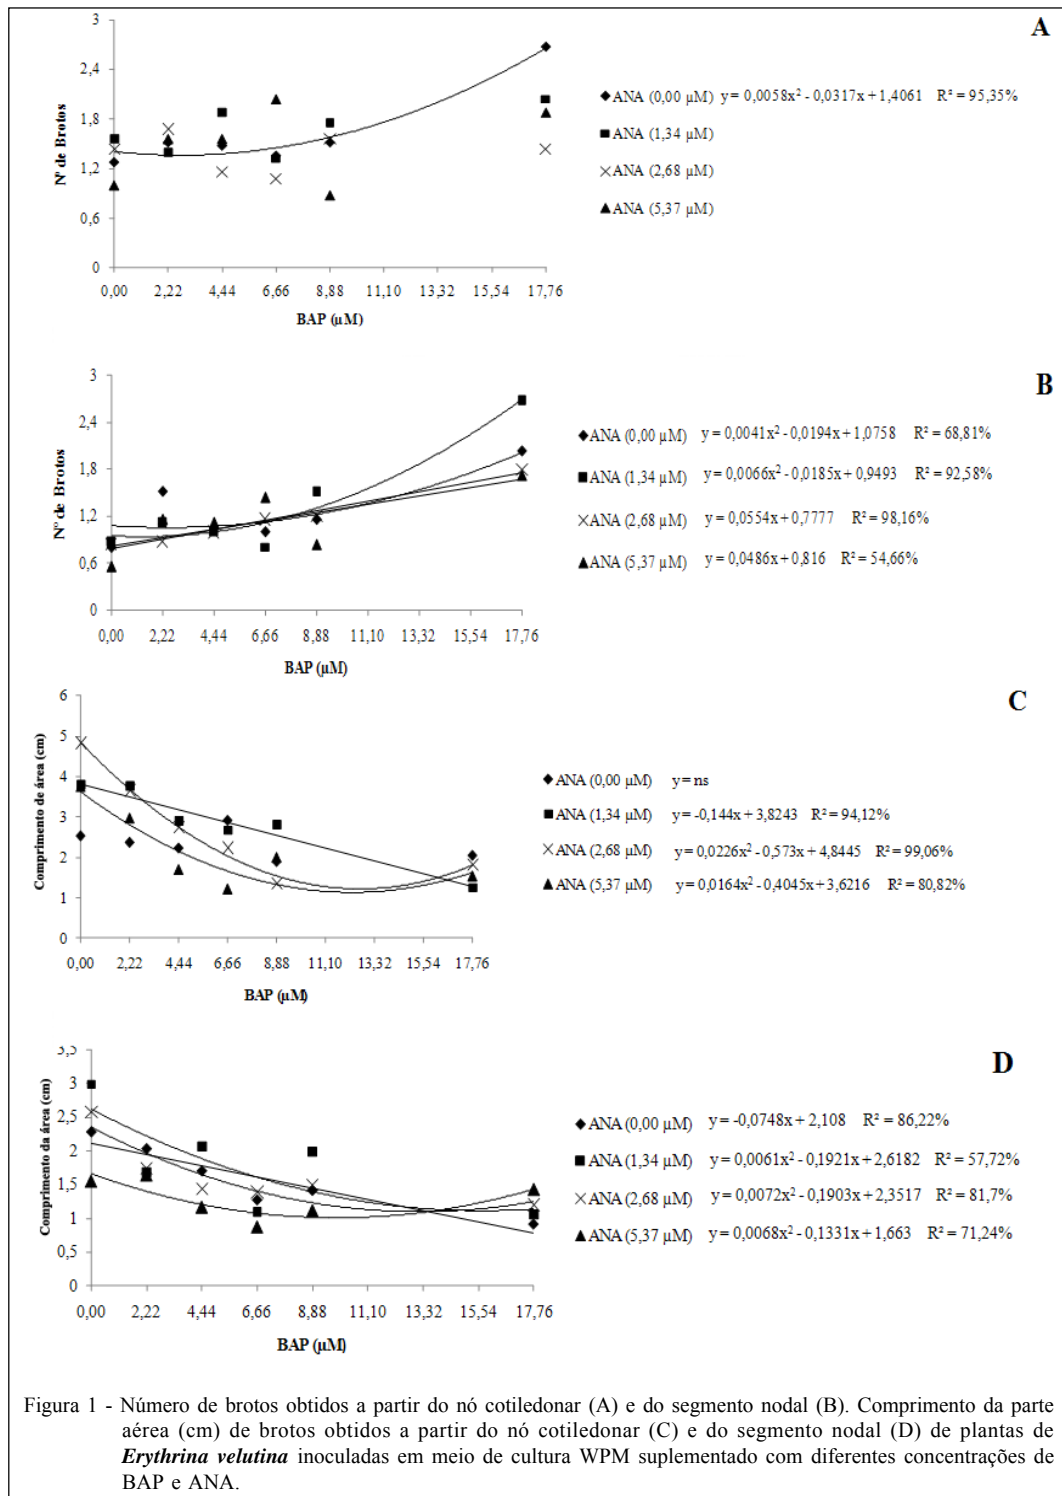 A
3
2,4
1,8
1,2
0,6
0
Nº de Brotos
0,00 2,22 4,44 6,66 8,88 11,10 13,32 15,54 17,76
BAP (µM)
ANA (0,00 µM) y = 0,0058x² - 0,0317x + 1,4061 R² = 95,35%
ANA (1,34 µM)
ANA (2,68 µM)
ANA (5,37 µM)
B
3
2,4
1,8
1,2
0,6
0
Nº de Brotos
0,00 2,22 4,44 6,66 8,88 11,10 13,32 15,54 17,76
BAP (µM)
ANA (0,00 µM) y = 0,0041x² - 0,0194x + 1,0758 R² = 68,81%
ANA (1,34 µM) y = 0,0066x² - 0,0185x + 0,9493 R² = 92,58%
ANA (2,68 µM) y = 0,0554x + 0,7777 R² = 98,16%
ANA (5,37 µM) y = 0,0486x + 0,816 R² = 54,66%
C
6
5
4
3
2
1
0
Comprimento de área (cm)
0,00 2,22 4,44 6,66 8,88 11,10 13,32 15,54 17,76
BAP (µM)
ANA (0,00 µM) y = ns
ANA (1,34 µM) y = -0,144x + 3,8243 R² = 94,12%
ANA (2,68 µM) y = 0,0226x² - 0,573x + 4,8445 R² = 99,06%
ANA (5,37 µM) y = 0,0164x² - 0,4045x + 3,6216 R² = 80,82%
D
3,5
3
2,5
2
1,5
1
0,5
0
Comprimento da área (cm)
0,00 2,22 4,44 6,66 8,88 11,10 13,32 15,54 17,76
BAP (µM)
ANA (0,00 µM) y = -0,0748x + 2,108 R² = 86,22%
ANA (1,34 µM) y = 0,0061x² - 0,1921x + 2,6182 R² = 57,72%
ANA (2,68 µM) y = 0,0072x² - 0,1903x + 2,3517 R² = 81,7%
ANA (5,37 µM) y = 0,0068x² - 0,1331x + 1,663 R² = 71,24%
Figura 1 - Número de brotos obtidos a partir do nó cotiledonar (A) e do segmento nodal (B). Comprimento da parte
aérea (cm) de brotos obtidos a partir do nó cotiledonar (C) e do segmento nodal (D) de plantas de
Erythrina velutina inoculadas em meio de cultura WPM suplementado com diferentes concentrações de
BAP e ANA.